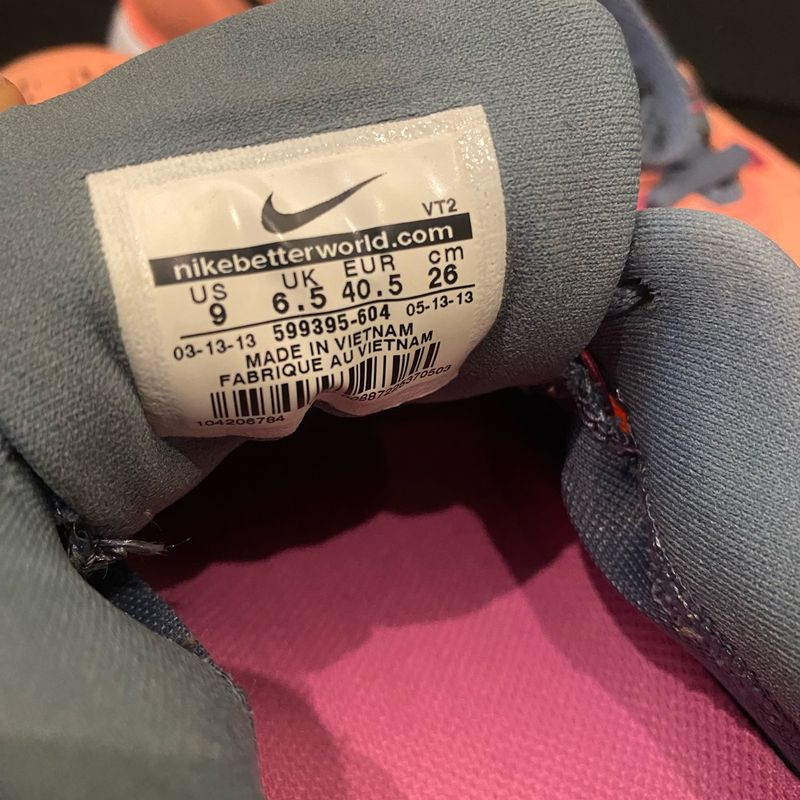 VT2
nikebetterworld.com
US UK EUR cm
9 6.5 40.5 26
03-13-13 599395-604 05-13-13
MADE IN VIETNAM
FABRIQUE AU VIETNAM
104206784